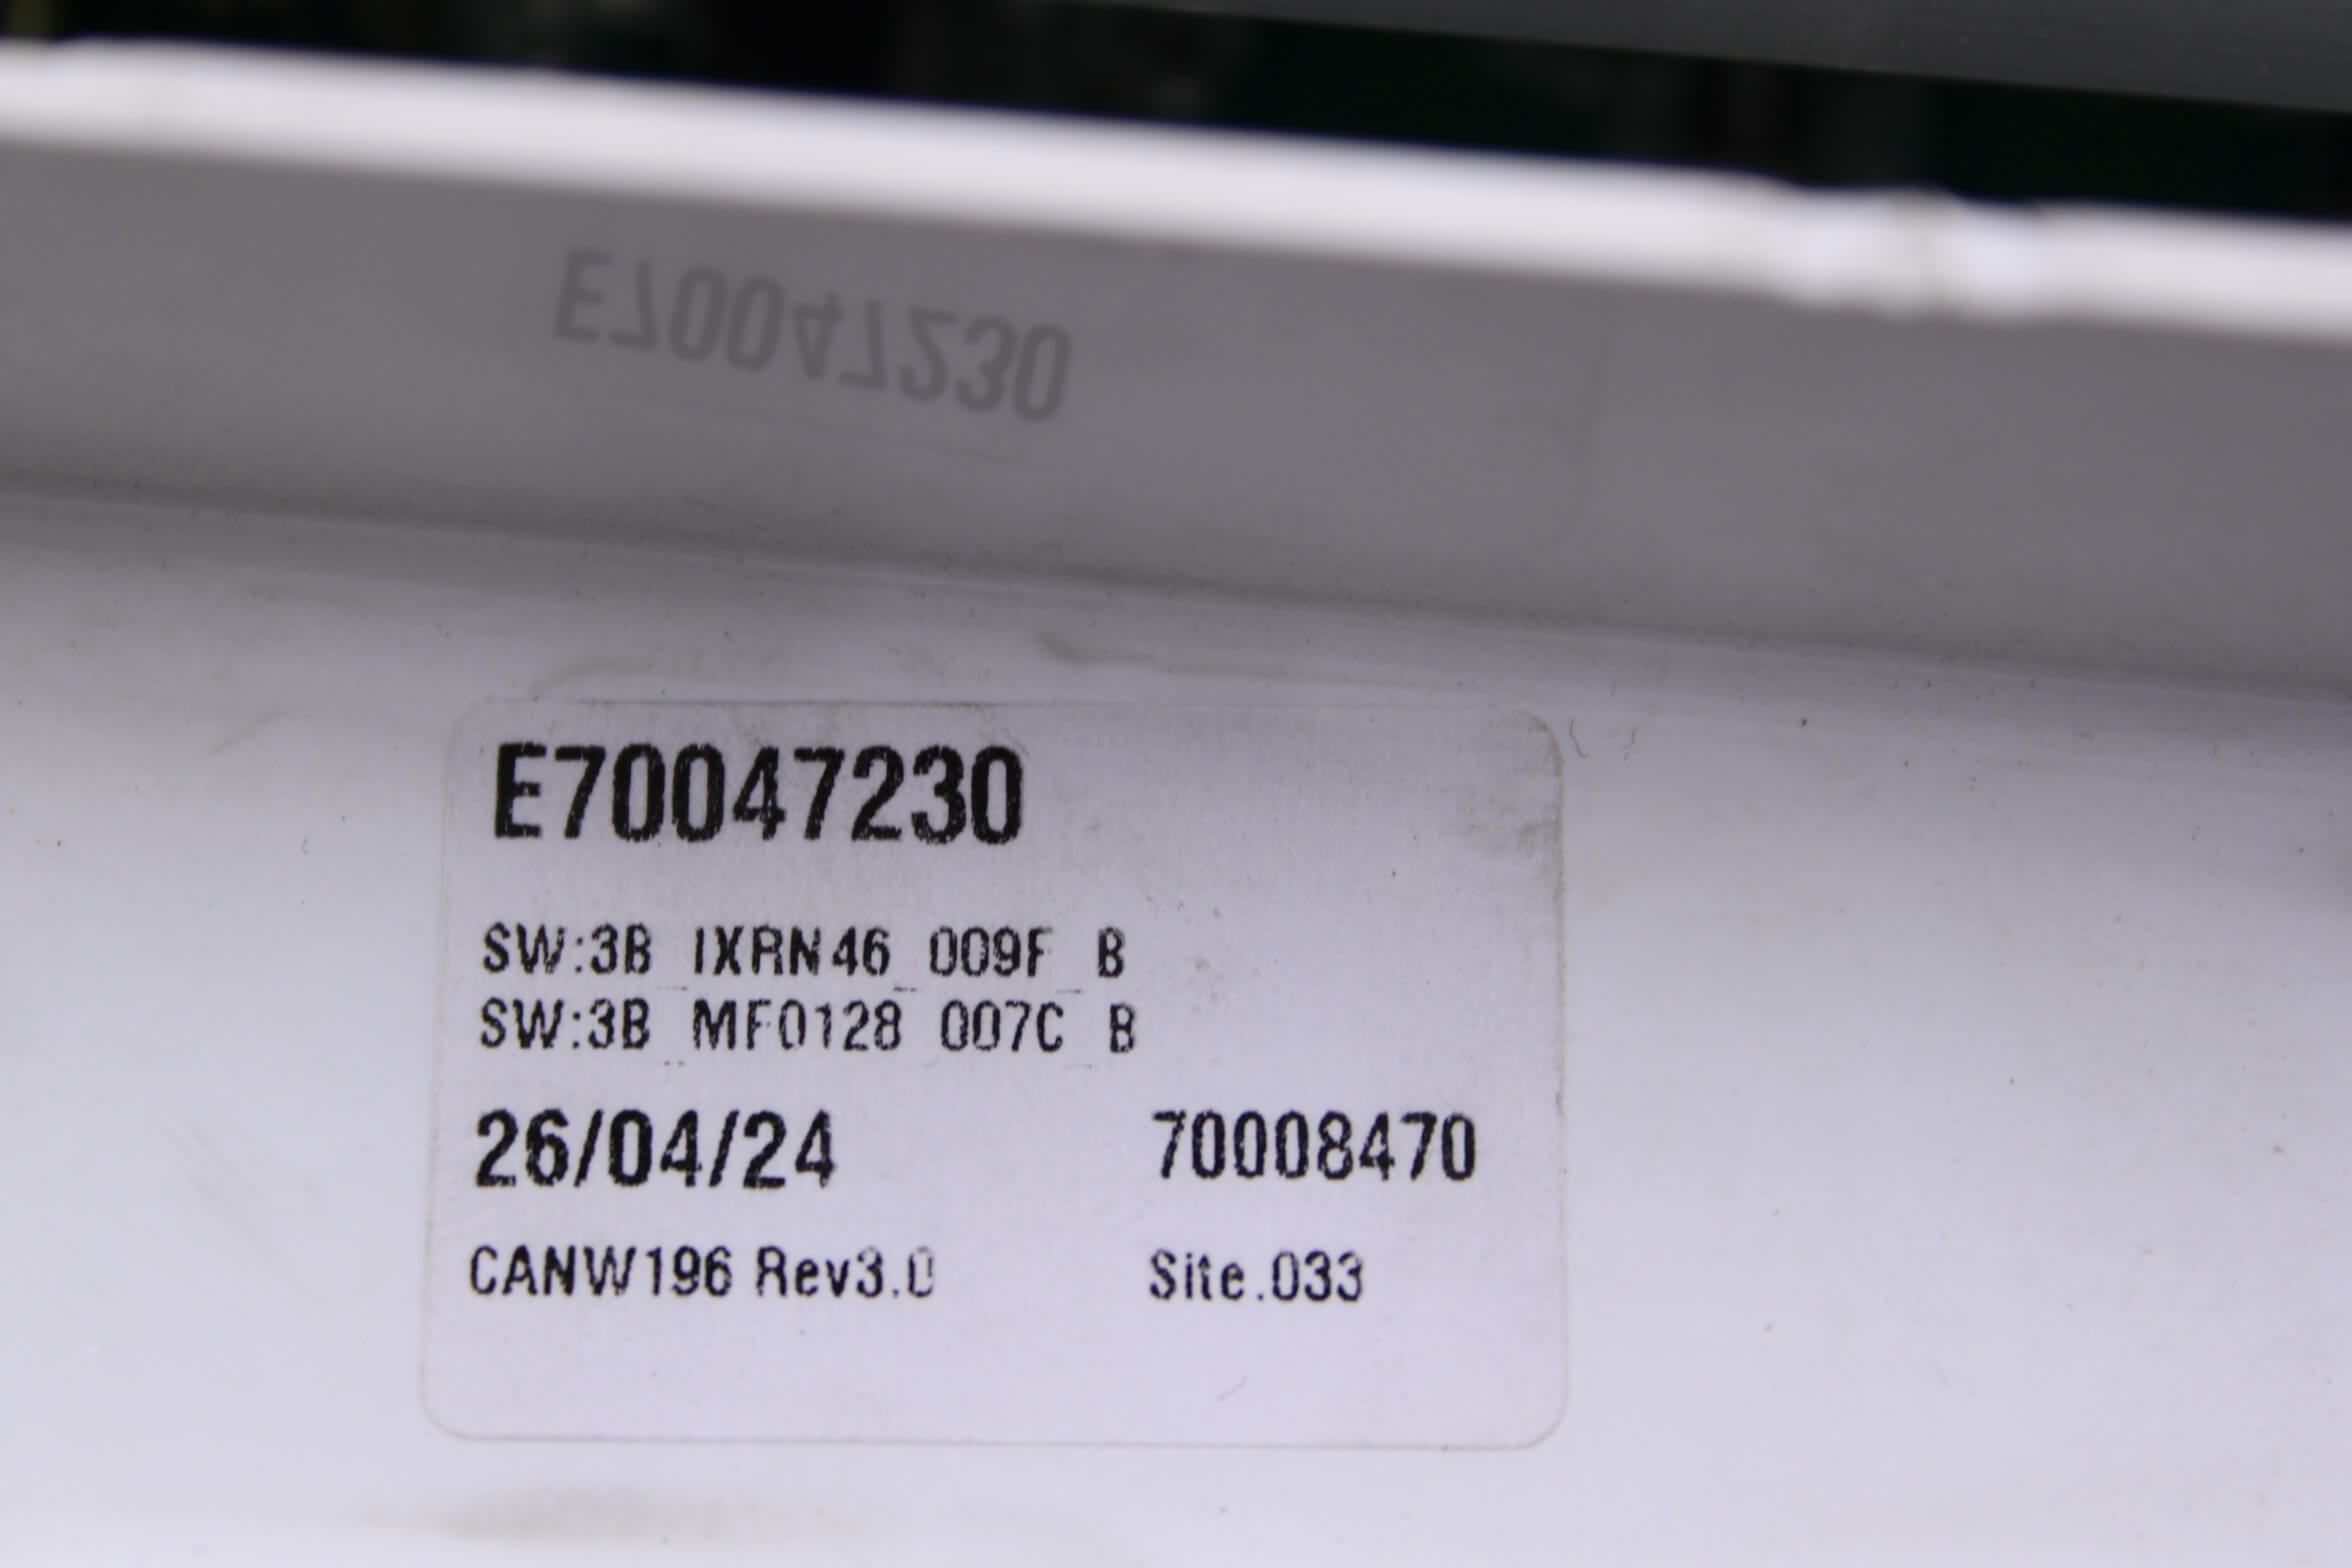 E70047230
E70047230
SW:3B_IXRN46_009F_B
SW:3B_MF0128_007C_B
26/04/24 70008470
CANW196 Rev3.0 Site.033